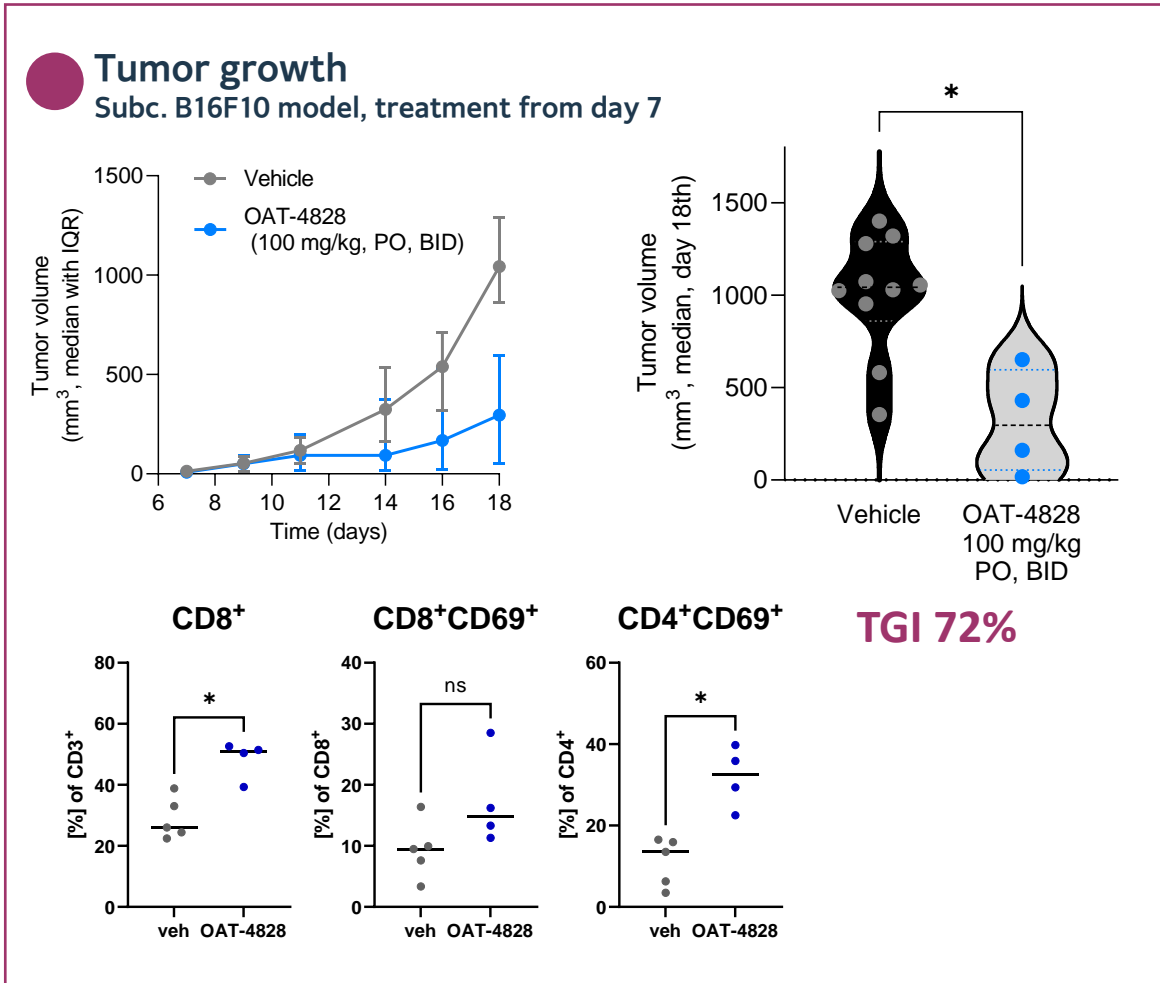 Tumor growth
Subc. B16F10 model, treatment from day 7
Tumor volume
(mm³, median with IQR)
1500
1000
500
0
6 8 10 12 14 16 18
Time (days)
Vehicle
OAT-4828
(100 mg/kg, PO, BID)
*
Tumor volume
(mm³, median, day 18th)
1500
1000
500
0
Vehicle
OAT-4828
100 mg/kg
PO, BID
TGI 72%
CD8⁺
[%] of CD3⁺
80
60
40
20
0
*
veh OAT-4828
CD8⁺CD69⁺
[%] of CD8⁺
40
30
20
10
0
ns
veh OAT-4828
CD4⁺CD69⁺
[%] of CD4⁺
60
40
20
0
*
veh OAT-4828